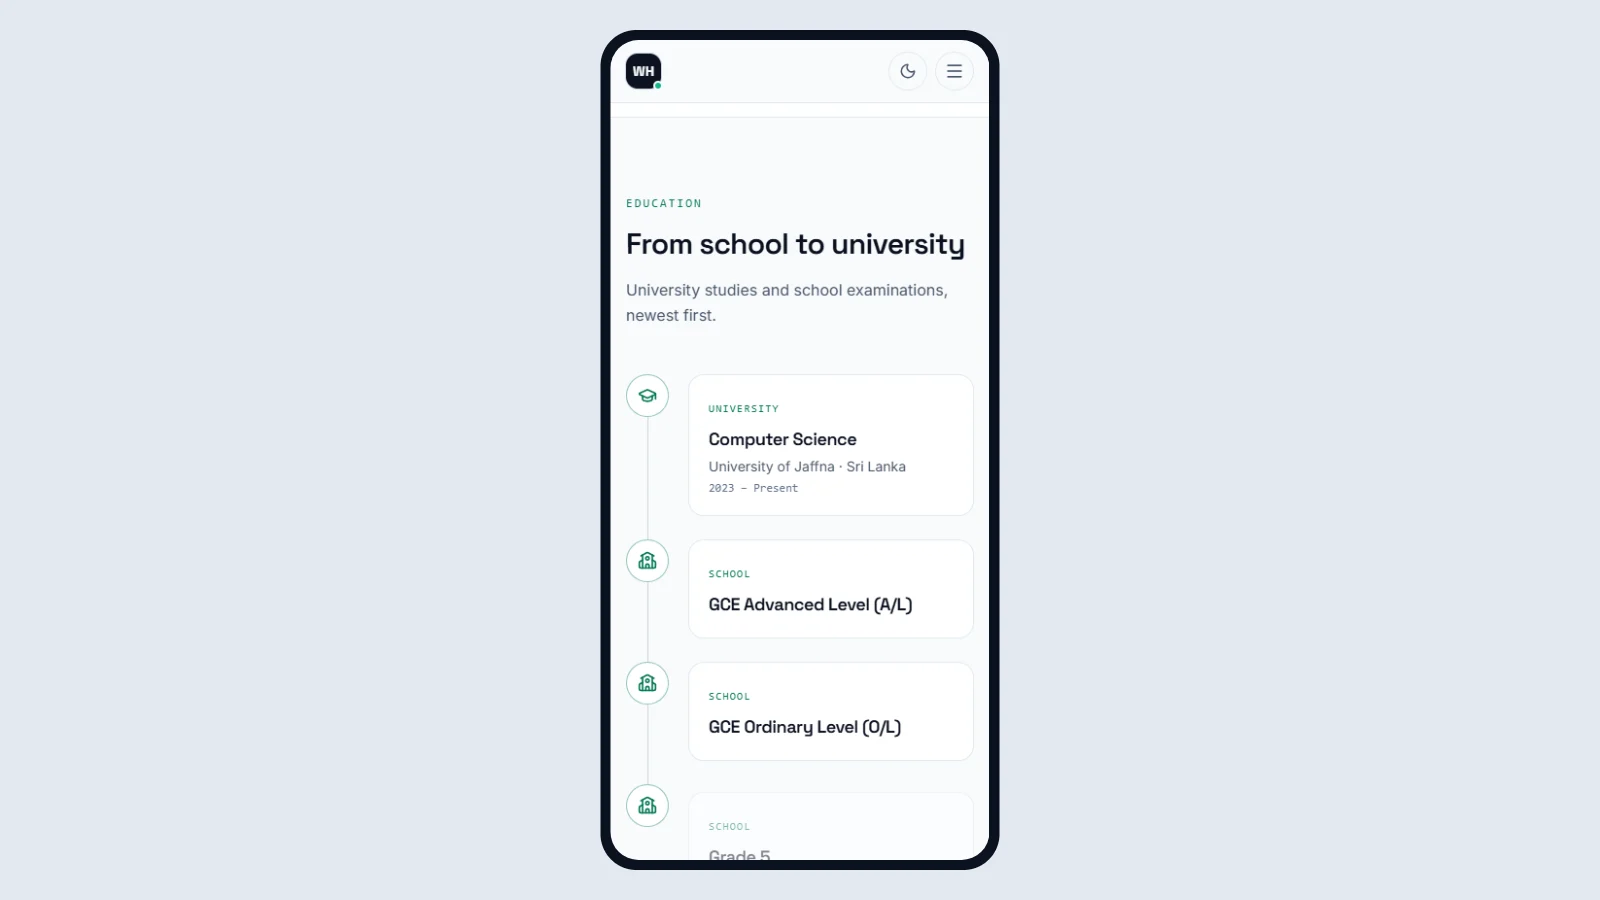 WH
EDUCATION
From school to university
University studies and school examinations,
newest first.
UNIVERSITY
Computer Science
University of Jaffna · Sri Lanka
2023 – Present
SCHOOL
GCE Advanced Level (A/L)
SCHOOL
GCE Ordinary Level (O/L)
SCHOOL
Grade 5